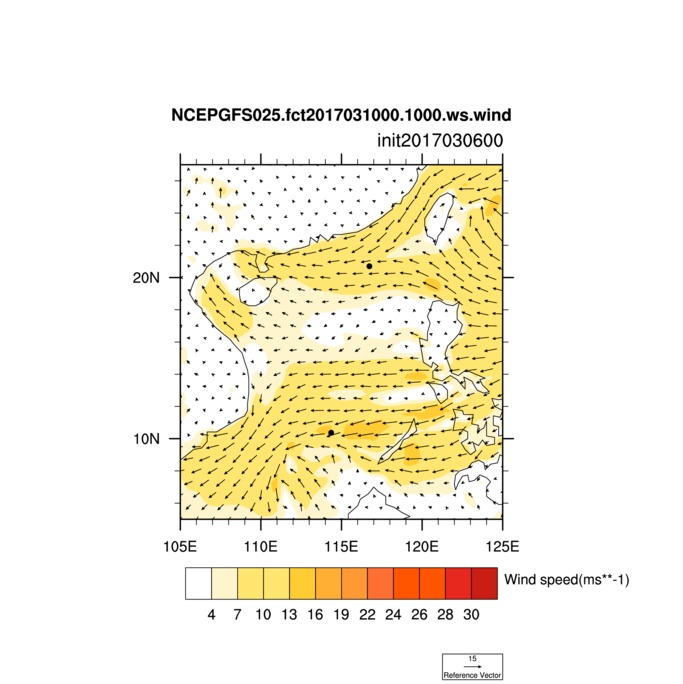 NCEPGFS025.fct2017031000.1000.ws.wind
init2017030600
20N
10N
105E 110E 115E 120E 125E
Wind speed(ms**-1)
4 7 10 13 16 19 22 24 26 28 30
15
Reference Vector